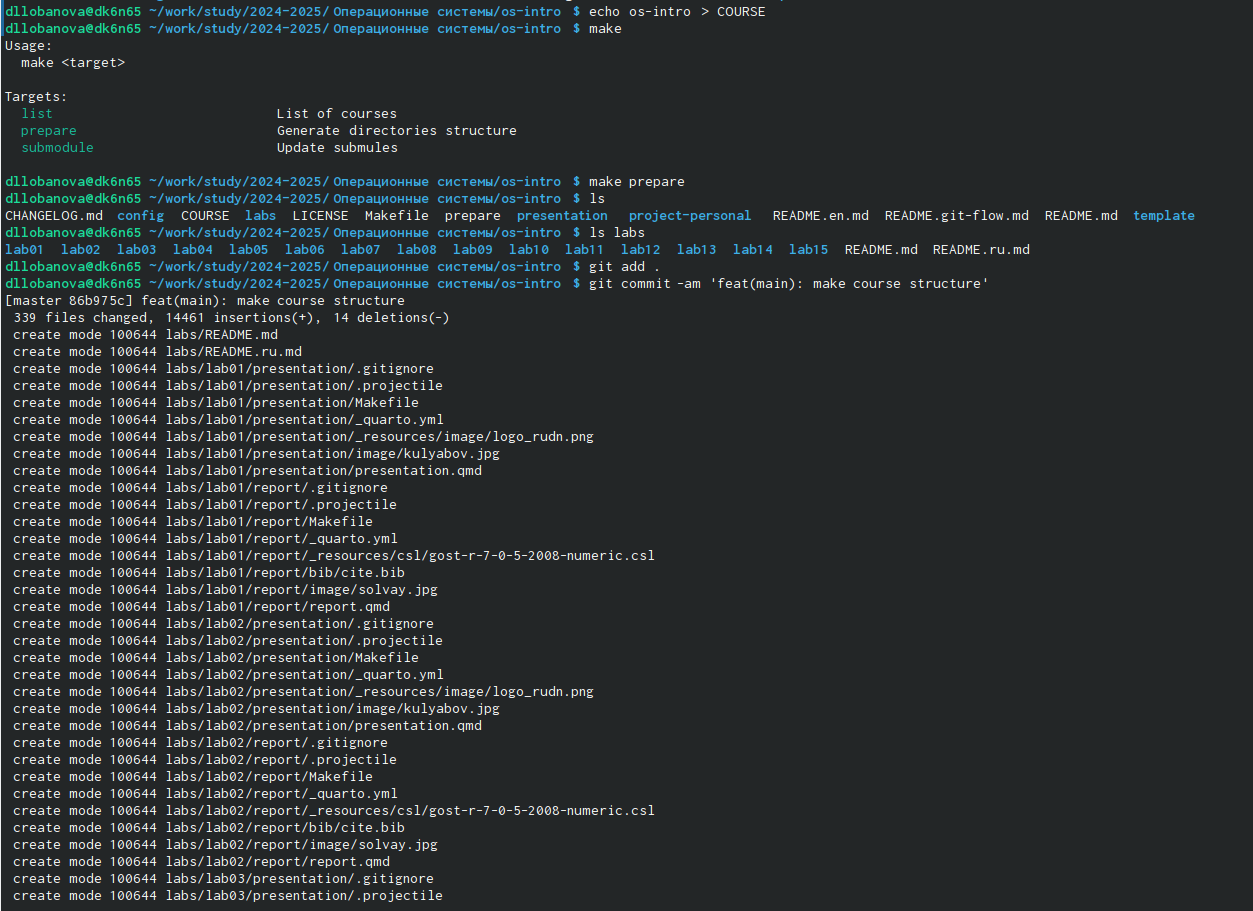 dllobanova@dk6n65 ~/work/study/2024-2025/Операционные системы/os-intro $ echo os-intro > COURSE
dllobanova@dk6n65 ~/work/study/2024-2025/Операционные системы/os-intro $ make
Usage:
  make <target>

Targets:
  list                            List of courses
  prepare                         Generate directories structure
  submodule                       Update submules

dllobanova@dk6n65 ~/work/study/2024-2025/Операционные системы/os-intro $ make prepare
dllobanova@dk6n65 ~/work/study/2024-2025/Операционные системы/os-intro $ ls
CHANGELOG.md  config  COURSE  labs  LICENSE  Makefile  prepare  presentation  project-personal  README.en.md  README.git-flow.md  README.md  template
dllobanova@dk6n65 ~/work/study/2024-2025/Операционные системы/os-intro $ ls labs
lab01  lab02  lab03  lab04  lab05  lab06  lab07  lab08  lab09  lab10  lab11  lab12  lab13  lab14  lab15  README.md  README.ru.md
dllobanova@dk6n65 ~/work/study/2024-2025/Операционные системы/os-intro $ git add .
dllobanova@dk6n65 ~/work/study/2024-2025/Операционные системы/os-intro $ git commit -am 'feat(main): make course structure'
[master 86b975c] feat(main): make course structure
 339 files changed, 14461 insertions(+), 14 deletions(-)
 create mode 100644 labs/README.md
 create mode 100644 labs/README.ru.md
 create mode 100644 labs/lab01/presentation/.gitignore
 create mode 100644 labs/lab01/presentation/.projectile
 create mode 100644 labs/lab01/presentation/Makefile
 create mode 100644 labs/lab01/presentation/_quarto.yml
 create mode 100644 labs/lab01/presentation/_resources/image/logo_rudn.png
 create mode 100644 labs/lab01/presentation/image/kulyabov.jpg
 create mode 100644 labs/lab01/presentation/presentation.qmd
 create mode 100644 labs/lab01/report/.gitignore
 create mode 100644 labs/lab01/report/.projectile
 create mode 100644 labs/lab01/report/Makefile
 create mode 100644 labs/lab01/report/_quarto.yml
 create mode 100644 labs/lab01/report/_resources/csl/gost-r-7-0-5-2008-numeric.csl
 create mode 100644 labs/lab01/report/bib/cite.bib
 create mode 100644 labs/lab01/report/image/solvay.jpg
 create mode 100644 labs/lab01/report/report.qmd
 create mode 100644 labs/lab02/presentation/.gitignore
 create mode 100644 labs/lab02/presentation/.projectile
 create mode 100644 labs/lab02/presentation/Makefile
 create mode 100644 labs/lab02/presentation/_quarto.yml
 create mode 100644 labs/lab02/presentation/_resources/image/logo_rudn.png
 create mode 100644 labs/lab02/presentation/image/kulyabov.jpg
 create mode 100644 labs/lab02/presentation/presentation.qmd
 create mode 100644 labs/lab02/report/.gitignore
 create mode 100644 labs/lab02/report/.projectile
 create mode 100644 labs/lab02/report/Makefile
 create mode 100644 labs/lab02/report/_quarto.yml
 create mode 100644 labs/lab02/report/_resources/csl/gost-r-7-0-5-2008-numeric.csl
 create mode 100644 labs/lab02/report/bib/cite.bib
 create mode 100644 labs/lab02/report/image/solvay.jpg
 create mode 100644 labs/lab02/report/report.qmd
 create mode 100644 labs/lab03/presentation/.gitignore
 create mode 100644 labs/lab03/presentation/.projectile